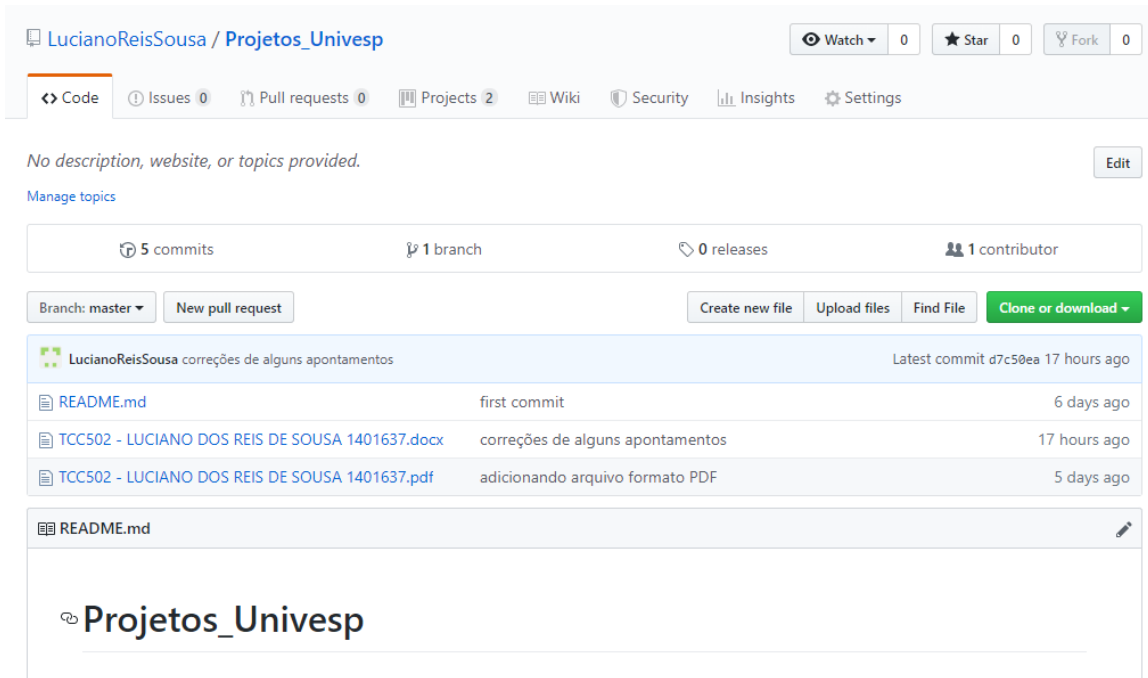 LucianoReisSousa / Projetos_Univesp Watch 0 Star 0 Fork 0
Code Issues 0 Pull requests 0 Projects 2 Wiki Security Insights Settings
No description, website, or topics provided. Edit
Manage topics
5 commits 1 branch 0 releases 1 contributor
Branch: master New pull request Create new file Upload files Find File Clone or download
LucianoReisSousa correções de alguns apontamentos Latest commit d7c50ea 17 hours ago
README.md first commit 6 days ago
TCC502 - LUCIANO DOS REIS DE SOUSA 1401637.docx correções de alguns apontamentos 17 hours ago
TCC502 - LUCIANO DOS REIS DE SOUSA 1401637.pdf adicionando arquivo formato PDF 5 days ago
README.md
Projetos_Univesp